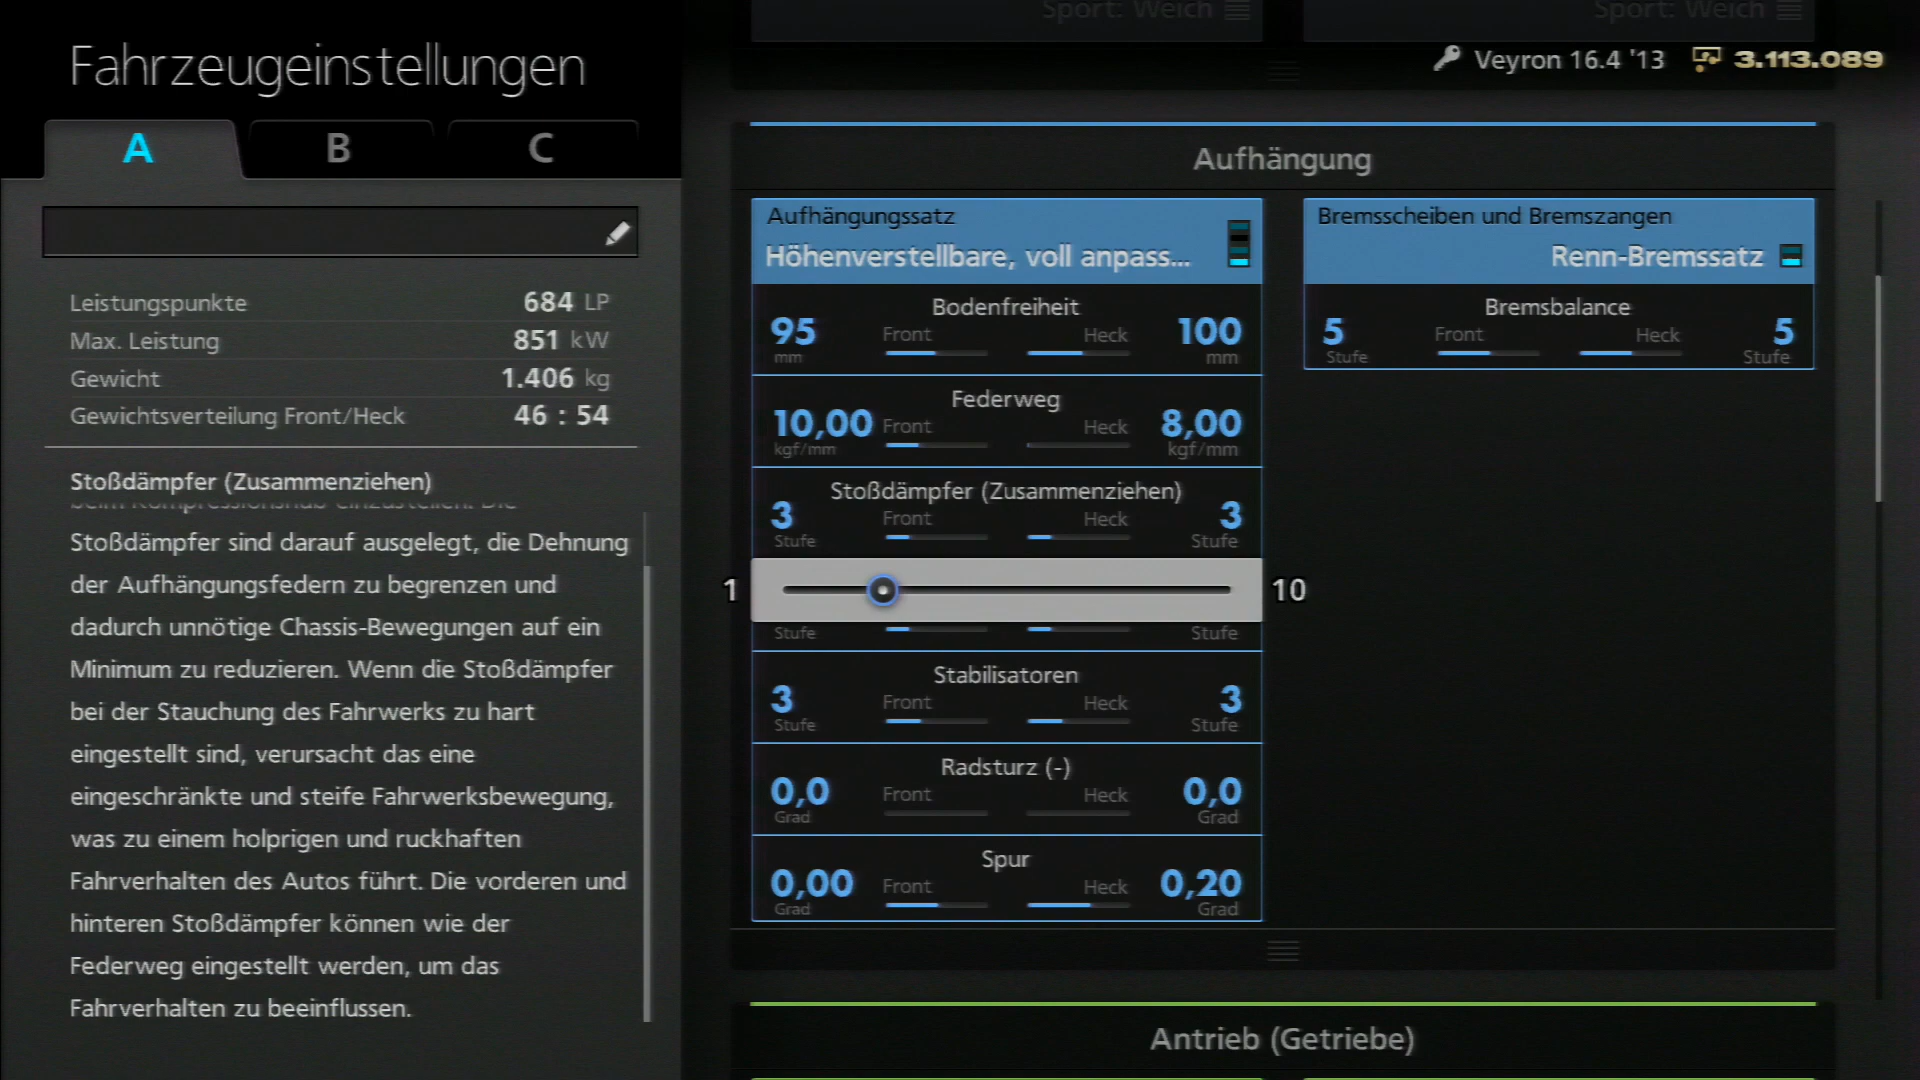 Sport: Weich
Sport: Weich
Fahrzeugeinstellungen
Veyron 16.4 '13
3.113.089
A
B
C
Leistungspunkte 684 LP
Max. Leistung 851 kW
Gewicht 1.406 kg
Gewichtsverteilung Front/Heck 46 : 54
Stoßdämpfer (Zusammenziehen)
beim Kompressionshub einzustellen. Die
Stoßdämpfer sind darauf ausgelegt, die Dehnung
der Aufhängungsfedern zu begrenzen und
dadurch unnötige Chassis-Bewegungen auf ein
Minimum zu reduzieren. Wenn die Stoßdämpfer
bei der Stauchung des Fahrwerks zu hart
eingestellt sind, verursacht das eine
eingeschränkte und steife Fahrwerksbewegung,
was zu einem holprigen und ruckhaften
Fahrverhalten des Autos führt. Die vorderen und
hinteren Stoßdämpfer können wie der
Federweg eingestellt werden, um das
Fahrverhalten zu beeinflussen.
Aufhängung
Aufhängungssatz
Höhenverstellbare, voll anpass...
Bodenfreiheit
95 mm Front Heck 100 mm
Federweg
10,00 kgf/mm Front Heck 8,00 kgf/mm
Stoßdämpfer (Zusammenziehen)
3 Stufe Front Heck 3 Stufe
1 10
Stufe Stufe
Stabilisatoren
3 Stufe Front Heck 3 Stufe
Radsturz (-)
0,0 Grad Front Heck 0,0 Grad
Spur
0,00 Grad Front Heck 0,20 Grad
Bremsscheiben und Bremszangen
Renn-Bremssatz
Bremsbalance
5 Stufe Front Heck 5 Stufe
Antrieb (Getriebe)